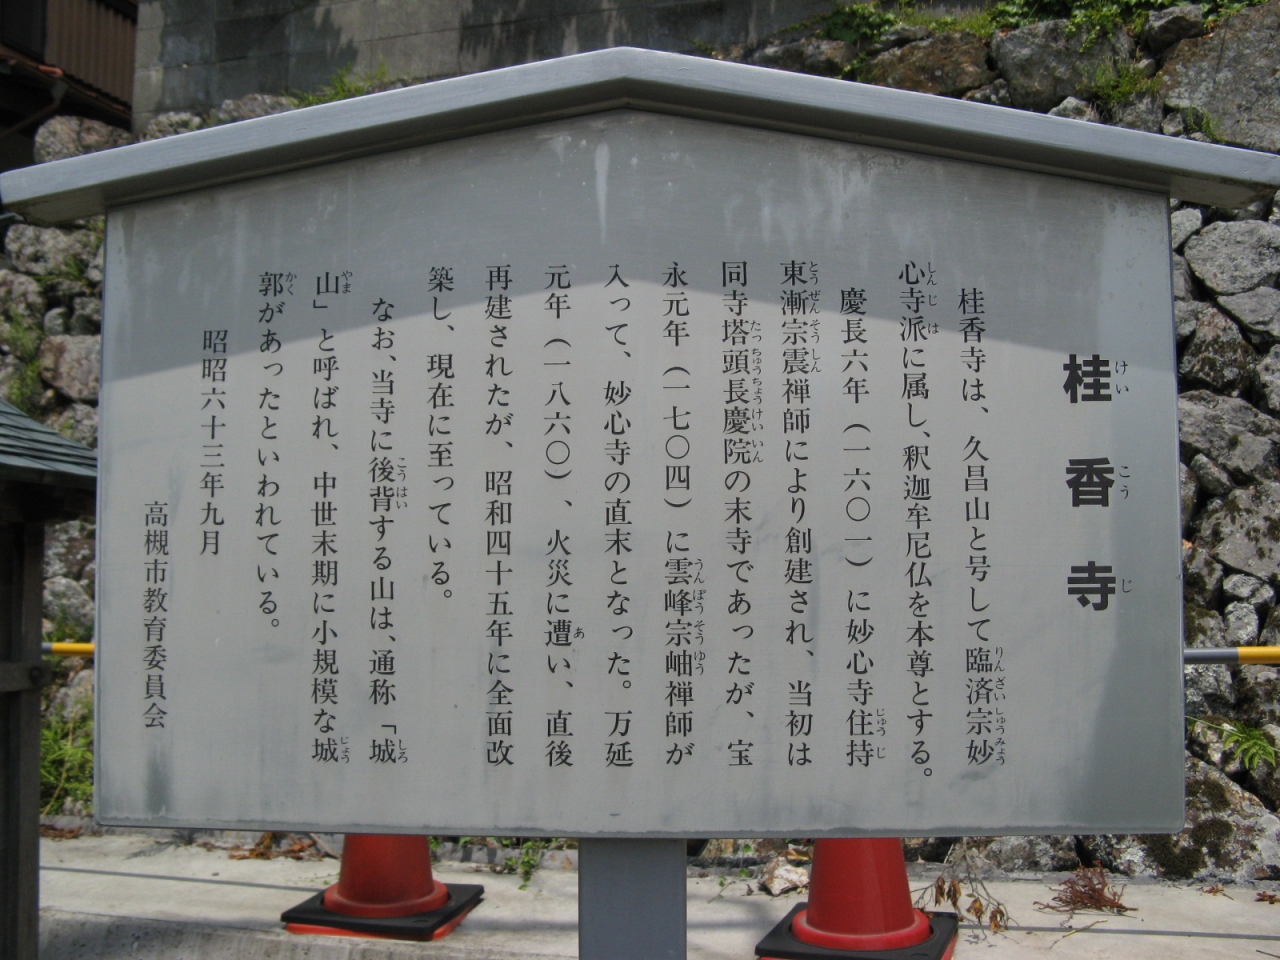 桂香寺
桂香寺は、久昌山と号して臨済宗妙
心寺派に属し、釈迦牟尼仏を本尊とする。
慶長六年（一六〇一）に妙心寺住持
東漸宗震禅師により創建され、当初は
同寺塔頭長慶院の末寺であったが、宝
永元年（一七〇四）に雲峰宗岫禅師が
入って、妙心寺の直末となった。万延
元年（一八六〇）、火災に遭い、直後
再建されたが、昭和四十五年に全面改
築し、現在に至っている。
なお、当寺に後背する山は、通称「城
山」と呼ばれ、中世末期に小規模な城
郭があったといわれている。
昭昭六十三年九月
高槻市教育委員会